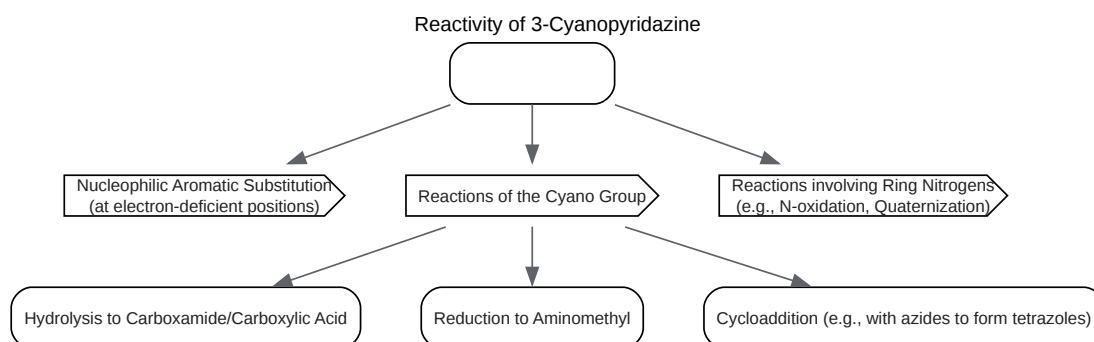 Reactivity of 3-Cyanopyridazine
Nucleophilic Aromatic Substitution
(at electron-deficient positions)
Reactions of the Cyano Group
Reactions involving Ring Nitrogens
(e.g., N-oxidation, Quaternization)
Hydrolysis to Carboxamide/Carboxylic Acid
Reduction to Aminomethyl
Cycloaddition (e.g., with azides to form tetrazoles)